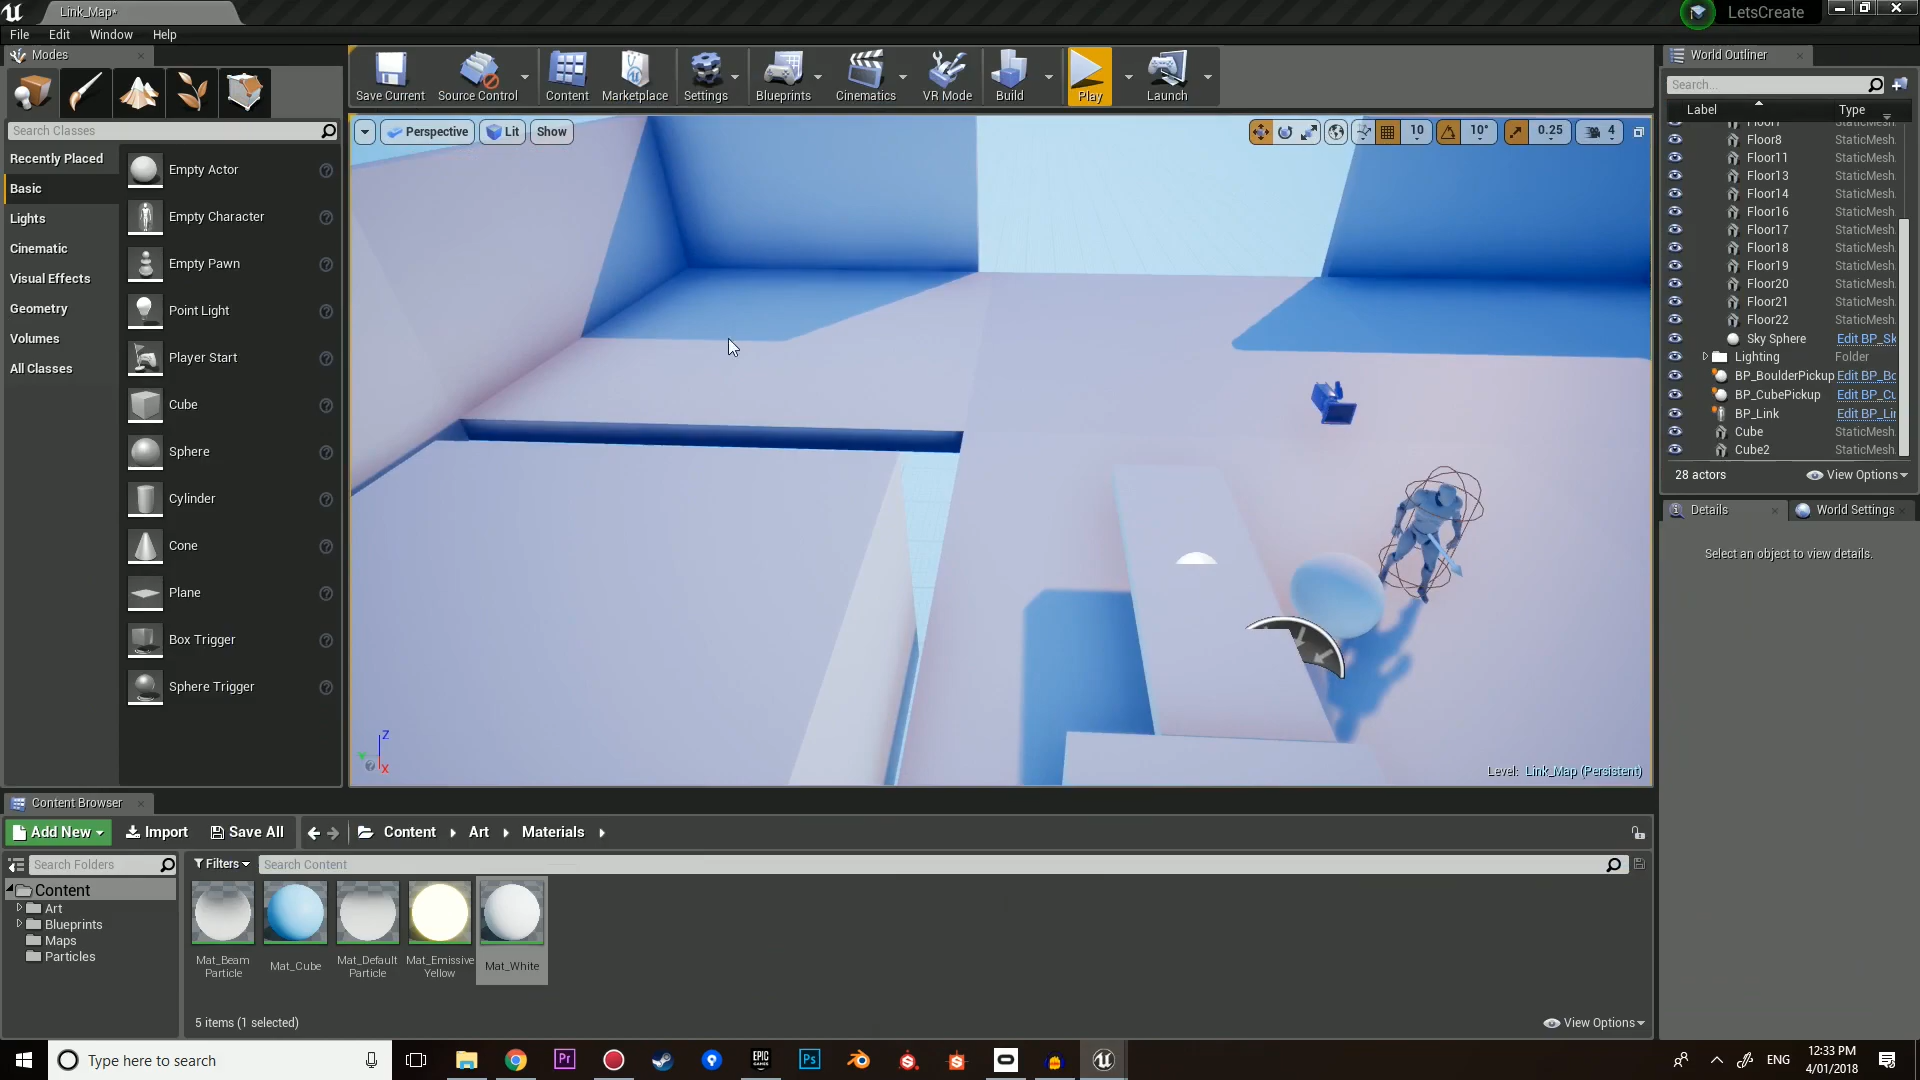 Link_Map*
LetsCreate
File Edit Window Help
Modes
Search Classes
Recently Placed
Basic
Lights
Cinematic
Visual Effects
Geometry
Volumes
All Classes
Empty Actor
Empty Character
Empty Pawn
Point Light
Player Start
Cube
Sphere
Cylinder
Cone
Plane
Box Trigger
Sphere Trigger
Save Current
Source Control
Content
Marketplace
Settings
Blueprints
Cinematics
VR Mode
Build
Play
Launch
Perspective Lit Show
10 10° 0.25 4
Z
X
Level: Link_Map (Persistent)
World Outliner
Search...
Label Type
Floor8 StaticMesh
Floor11 StaticMesh
Floor13 StaticMesh
Floor14 StaticMesh
Floor16 StaticMesh
Floor17 StaticMesh
Floor18 StaticMesh
Floor19 StaticMesh
Floor20 StaticMesh
Floor21 StaticMesh
Floor22 StaticMesh
Sky Sphere Edit BP_Sk
Lighting Folder
BP_BoulderPickup Edit BP_Bo
BP_CubePickup Edit BP_Cu
BP_Link Edit BP_Lin
Cube StaticMesh
Cube2 StaticMesh
28 actors View Options
Details World Settings
Select an object to view details.
Content Browser
Add New Import Save All Content Art Materials
Search Folders
Filters Search Content
Content
Art
Blueprints
Maps
Particles
Mat_Beam
Particle
Mat_Cube
Mat_Default
Particle
Mat_Emissive
Yellow
Mat_White
5 items (1 selected)
View Options
Type here to search
Pr
EPIC
GAMES
Ps
ENG
12:33 PM
4/01/2018